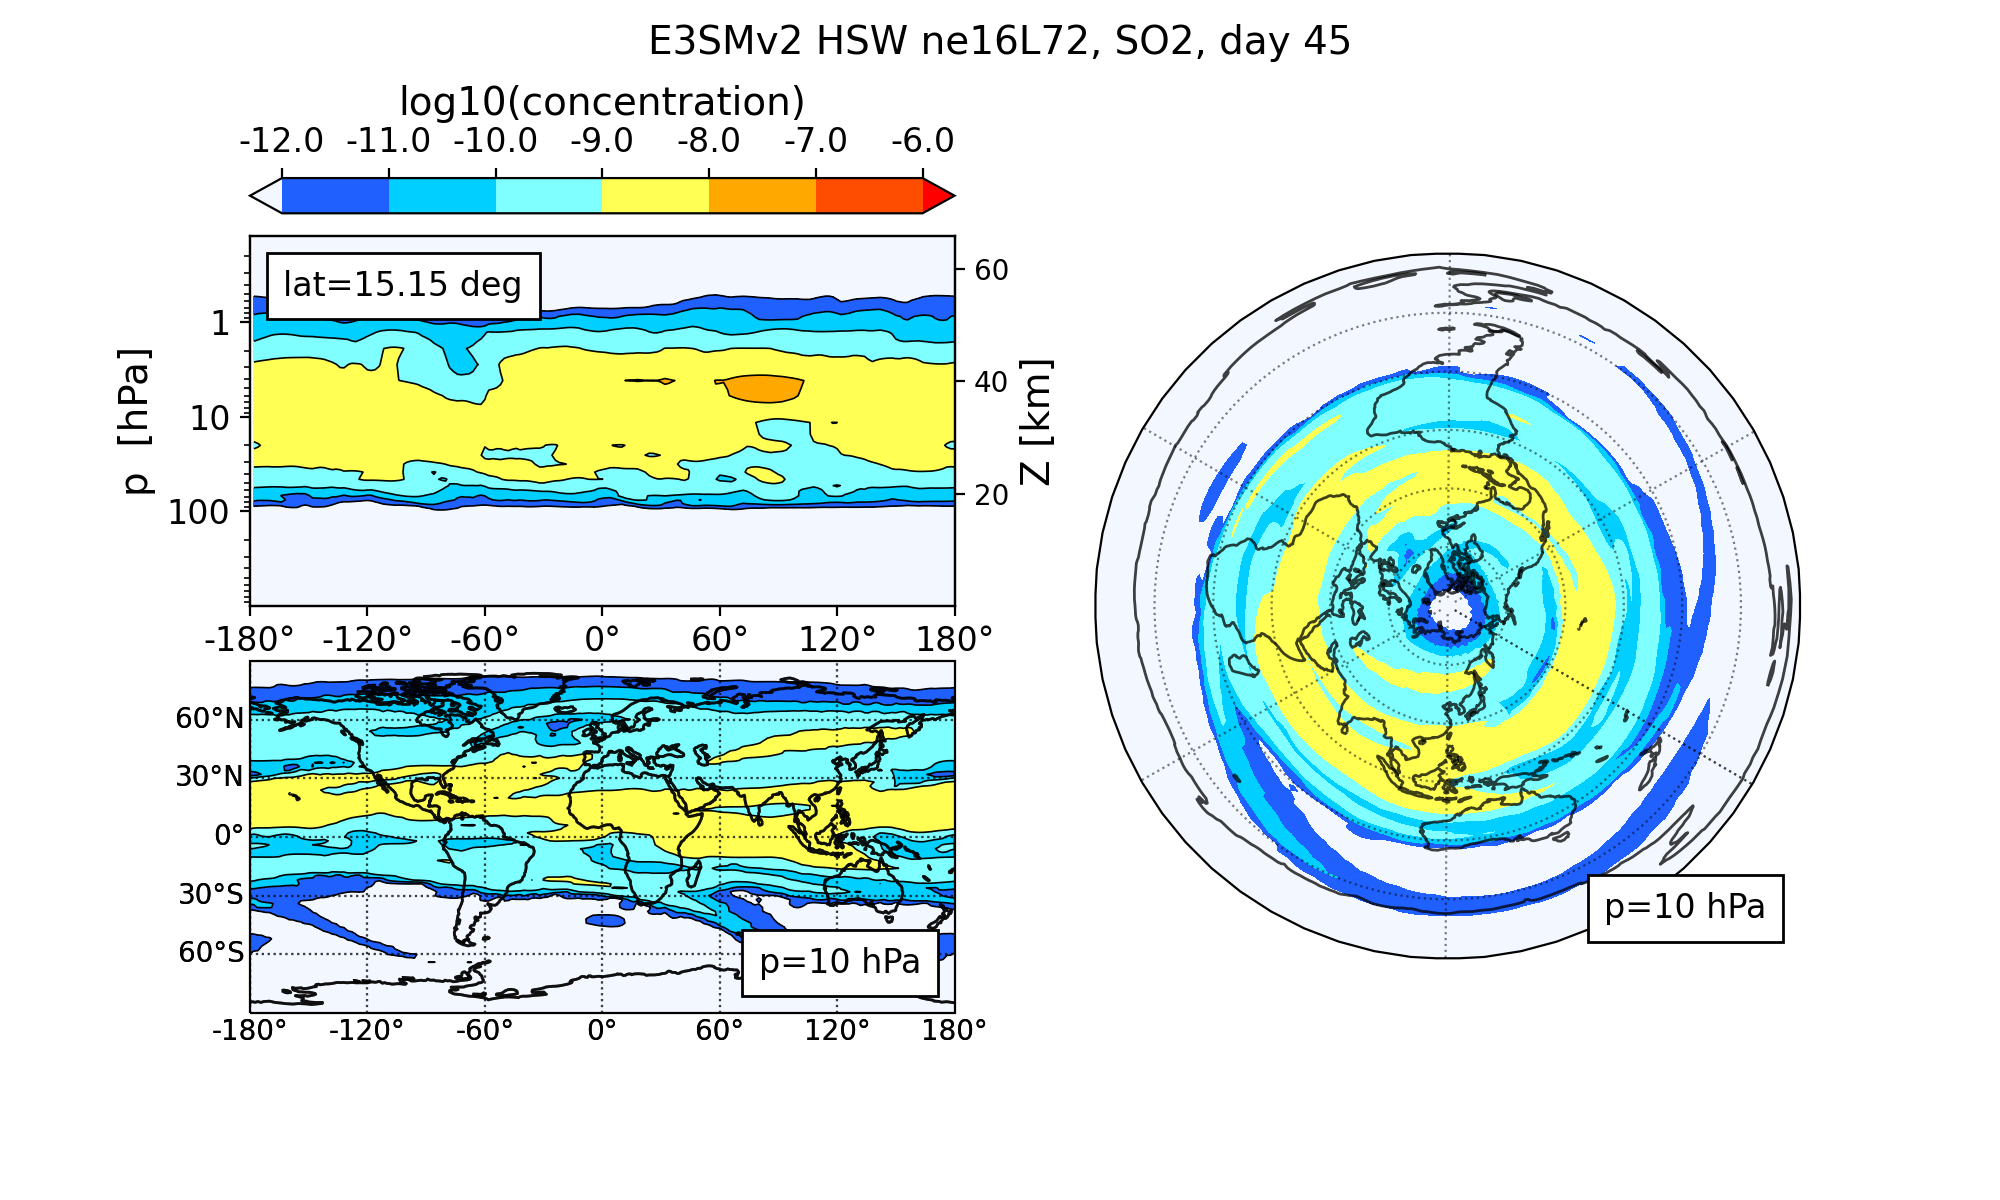 E3SMv2 HSW ne16L72, SO2, day 45
log10(concentration)
-12.0 -11.0 -10.0 -9.0 -8.0 -7.0 -6.0
lat=15.15 deg
p [hPa]
1
10
100
60
40
20
Z [km]
-180° -120° -60° 0° 60° 120° 180°
60°N
30°N
0°
30°S
60°S
p=10 hPa
-180° -120° -60° 0° 60° 120° 180°
p=10 hPa